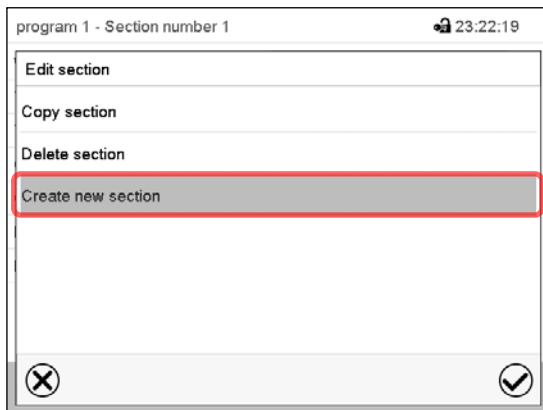 program 1 - Section number 1 23:22:19
Edit section
Copy section
Delete section
Create new section